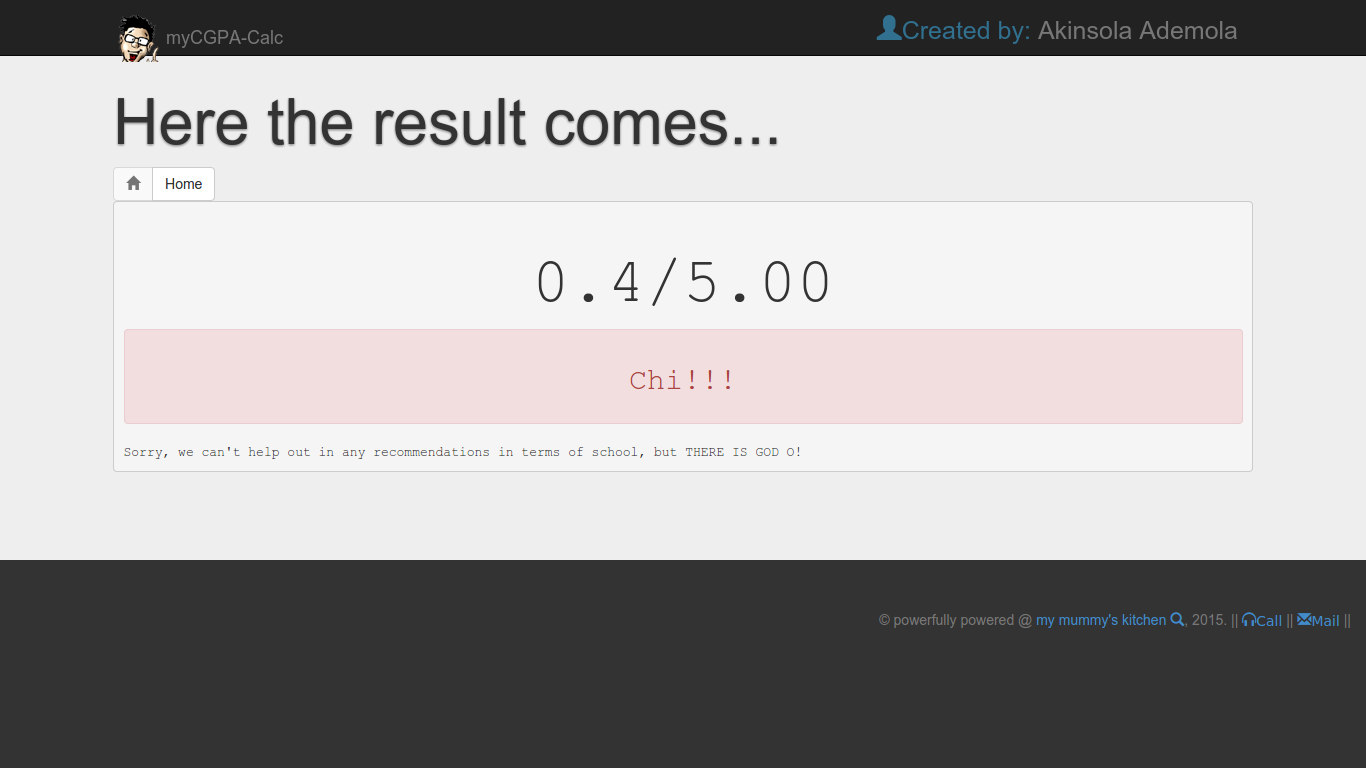 myCGPA-Calc
Created by: Akinsola Ademola
Here the result comes...
Home
0.4/5.00
Chi!!!
Sorry, we can't help out in any recommendations in terms of school, but THERE IS GOD O!
© powerfully powered @ my mummy's kitchen , 2015. || Call || Mail ||